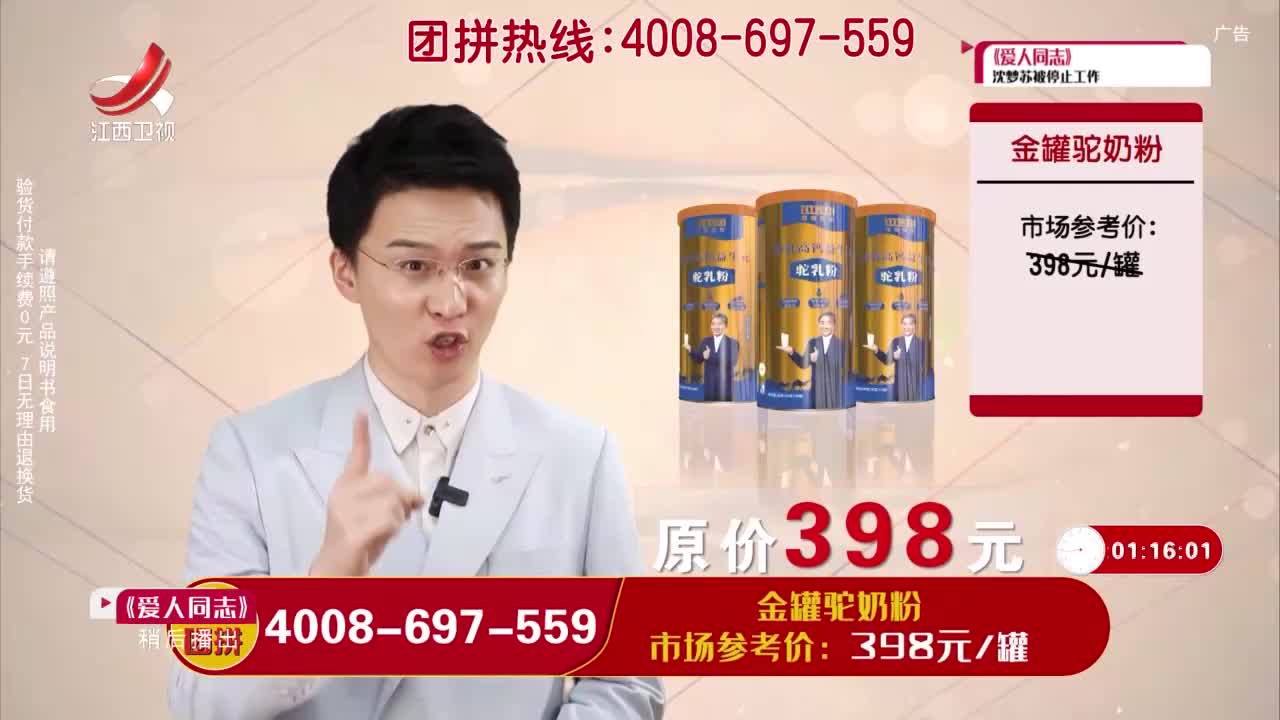 团拼热线:4008-697-559
广告
《爱人同志》
沈梦苏被停止工作
江西卫视
金罐驼奶粉
市场参考价:
398元/罐
请遵照产品说明书食用
验货付款手续费0元 7日无理由退换货
驼乳粉
驼乳粉
驼乳粉
原价398元
01:16:01
《爱人同志》
稍后播出
4008-697-559
金罐驼奶粉
市场参考价:398元/罐